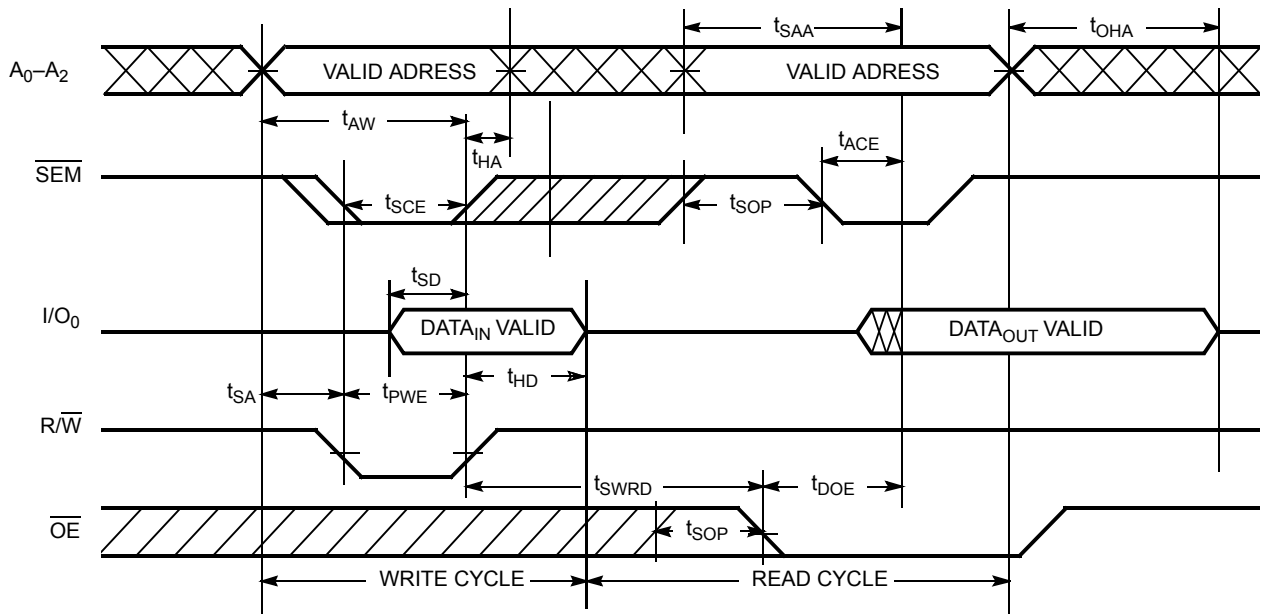 tSAA tOHA
A0–A2 VALID ADRESS VALID ADRESS
tAW
tHA tACE
SEM tSCE tSOP
tSD
I/O0 DATAIN VALID DATAOUT VALID
tSA tPWE tHD
R/W
tSWRD tDOE
OE tSOP
WRITE CYCLE READ CYCLE